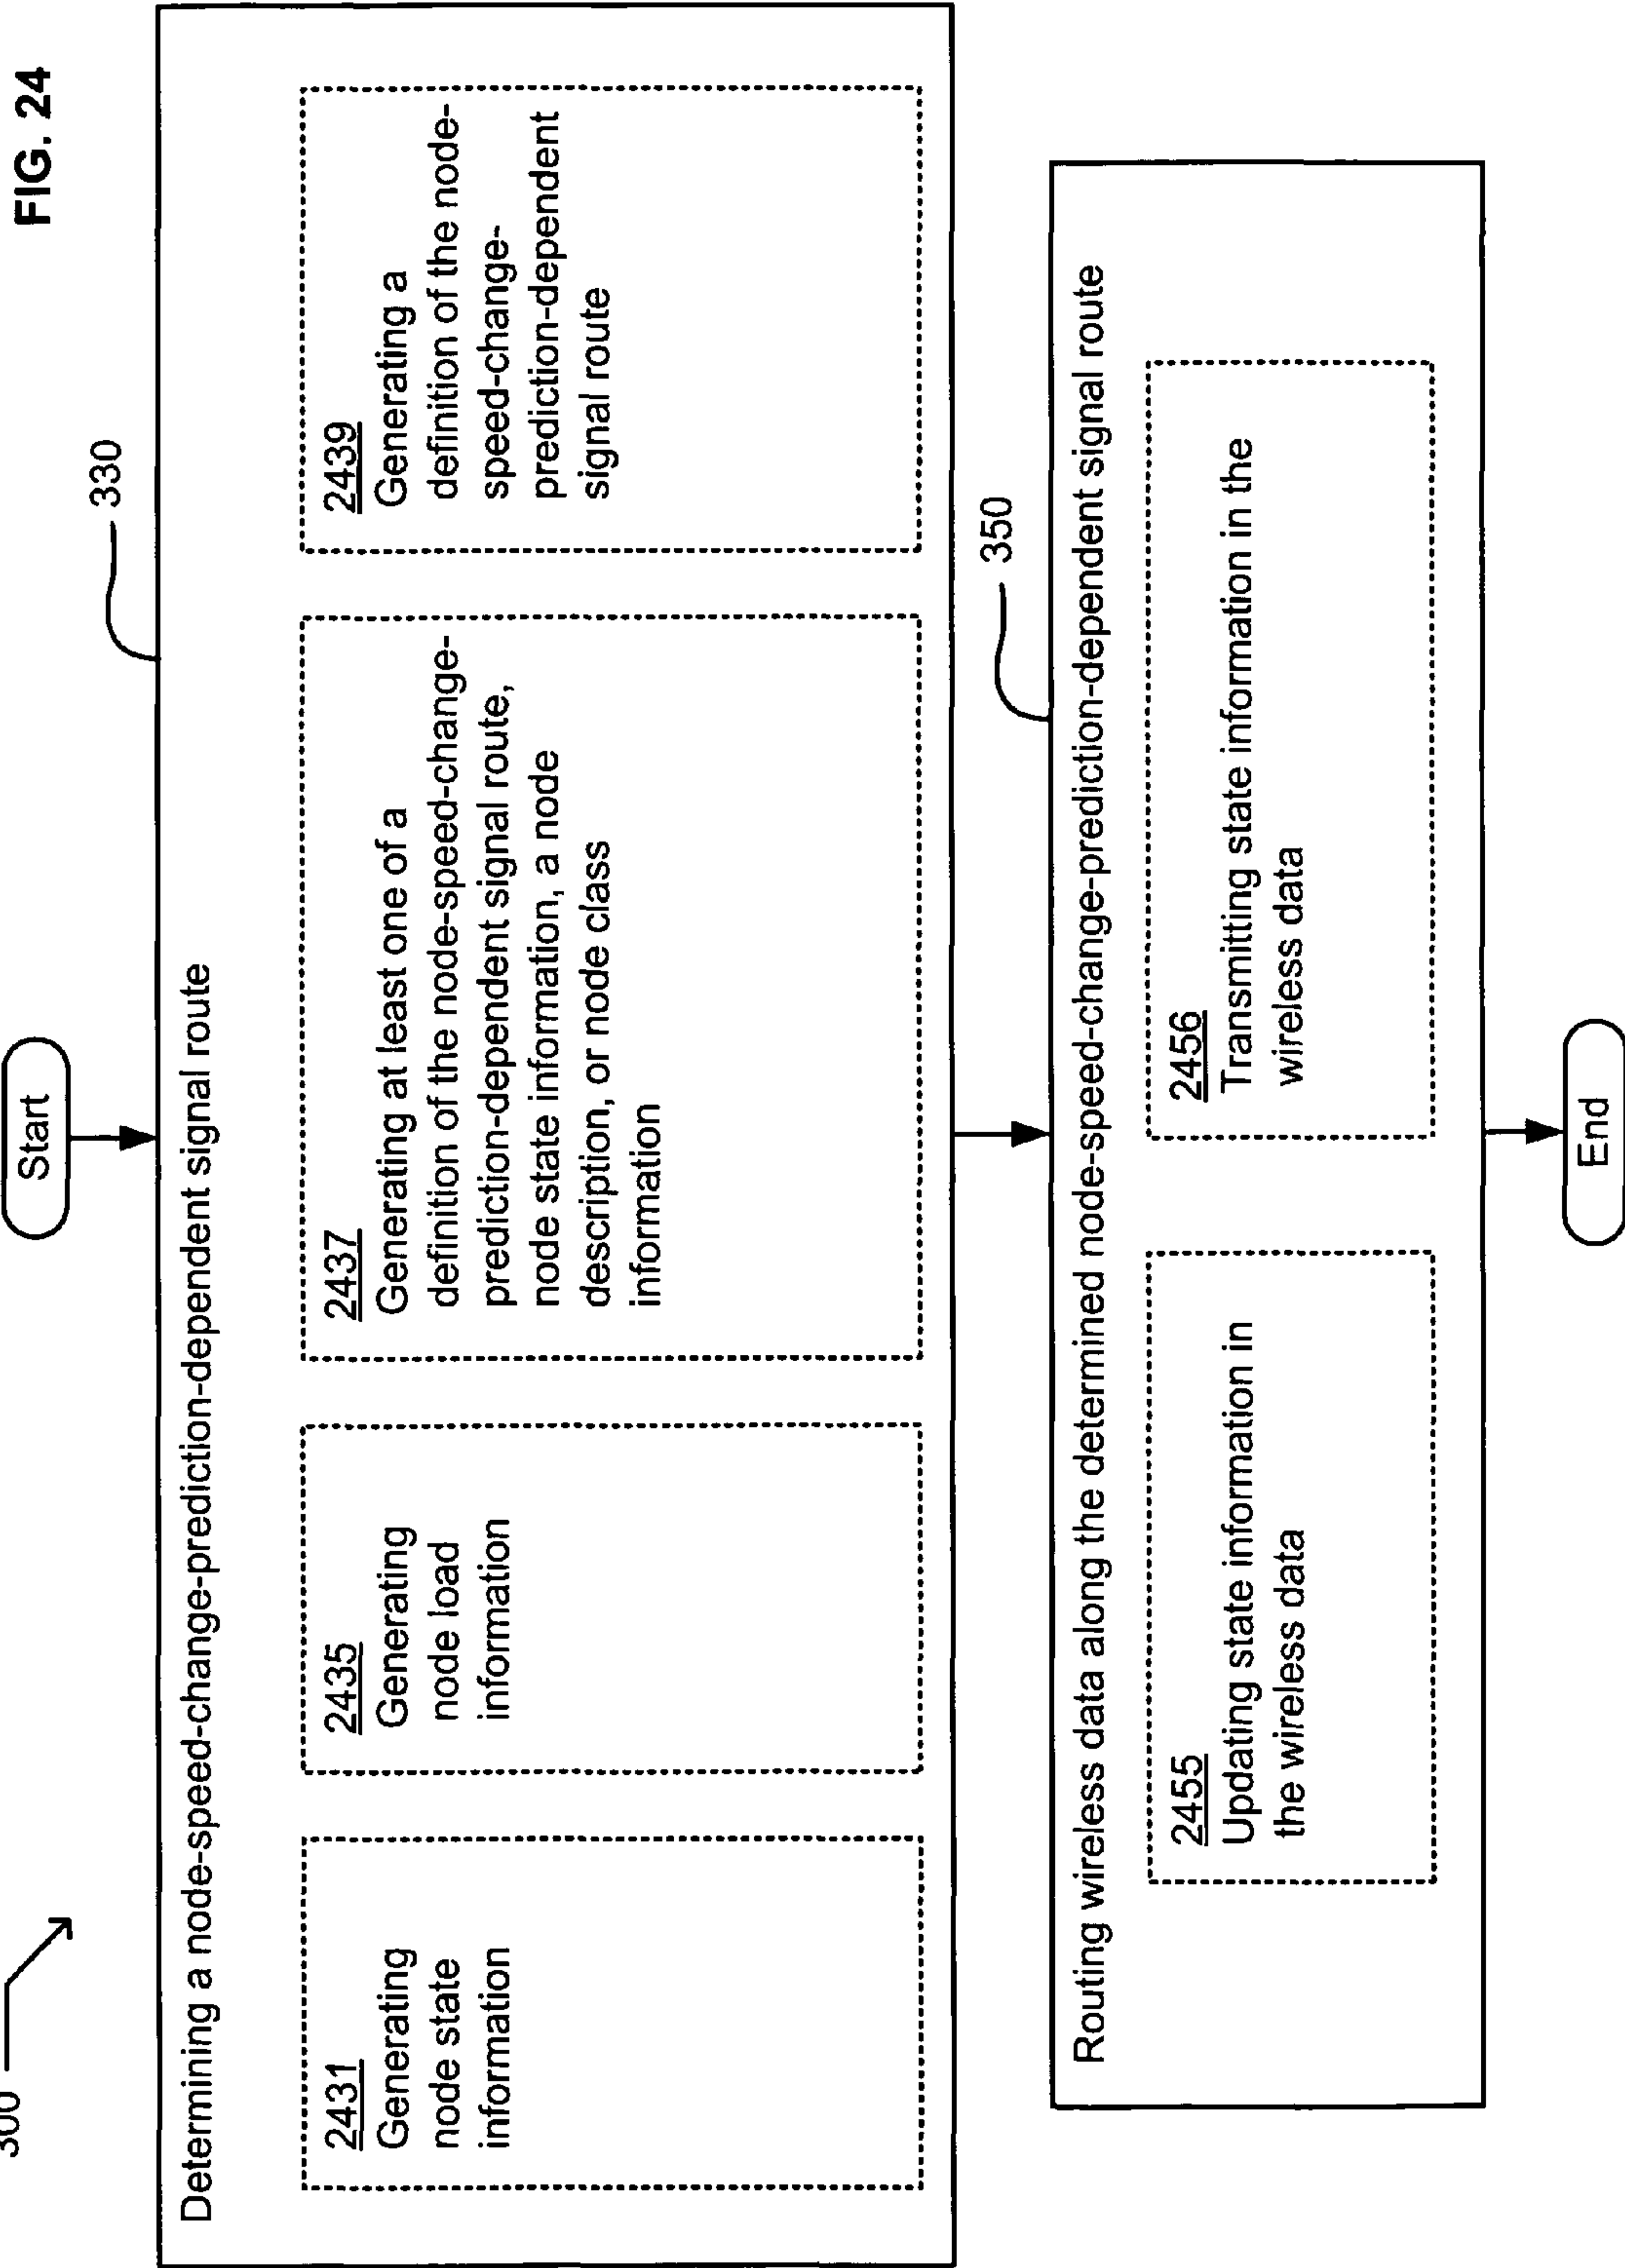 FIG. 24
300
Start
330
Determining a node-speed-change-prediction-dependent signal route
2431
Generating
node state
information
2435
Generating
node load
information
2437
Generating at least one of a
definition of the node-speed-change-
prediction-dependent signal route,
node state information, a node
description, or node class
information
2439
Generating a
definition of the node-
speed-change-
prediction-dependent
signal route
350
Routing wireless data along the determined node-speed-change-prediction-dependent signal route
2455
Updating state information in
the wireless data
2456
Transmitting state information in the
wireless data
End